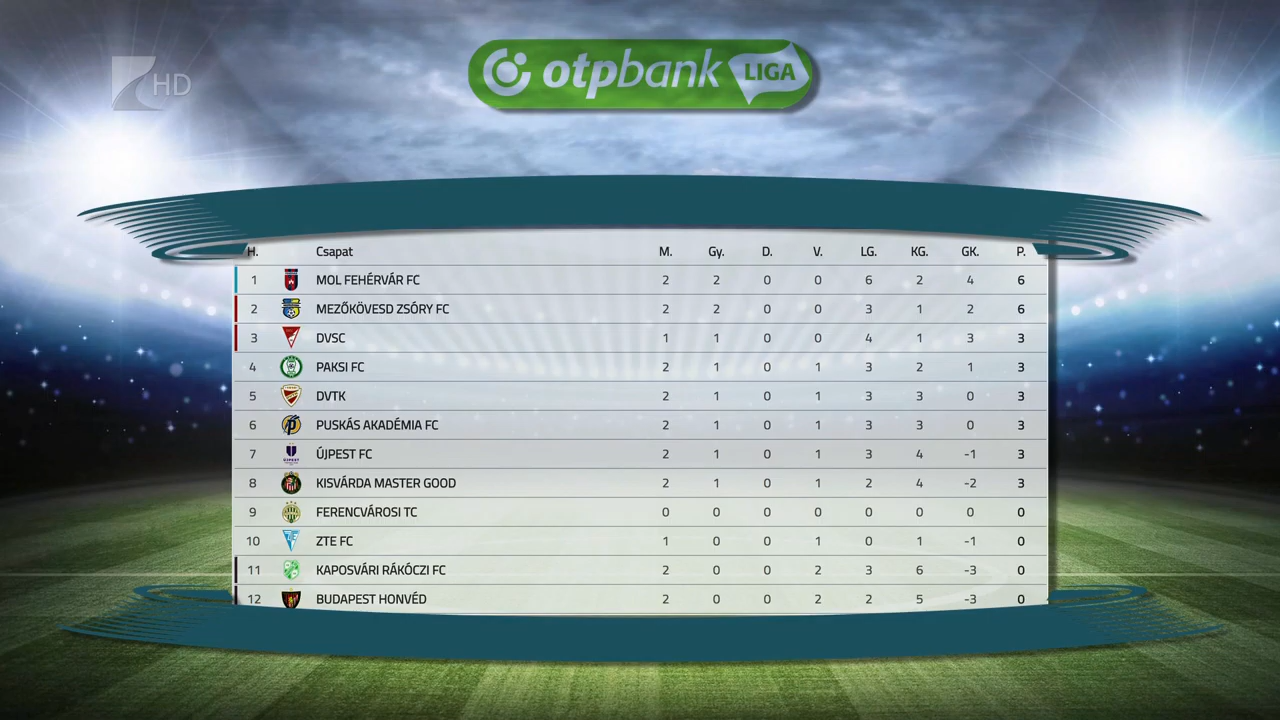 HD
otpbank LIGA
H. Csapat M. Gy. D. V. LG. KG. GK. P.
1 MOL FEHÉRVÁR FC 2 2 0 0 6 2 4 6
2 MEZŐKÖVESD ZSÓRY FC 2 2 0 0 3 1 2 6
3 DVSC 1 1 0 0 4 1 3 3
4 PAKSI FC 2 1 0 1 3 2 1 3
5 DVTK 2 1 0 1 3 3 0 3
6 PUSKÁS AKADÉMIA FC 2 1 0 1 3 3 0 3
7 ÚJPEST FC 2 1 0 1 3 4 -1 3
8 KISVÁRDA MASTER GOOD 2 1 0 1 2 4 -2 3
9 FERENCVÁROSI TC 0 0 0 0 0 0 0 0
10 ZTE FC 1 0 0 1 0 1 -1 0
11 KAPOSVÁRI RÁKÓCZI FC 2 0 0 2 3 6 -3 0
12 BUDAPEST HONVÉD 2 0 0 2 2 5 -3 0